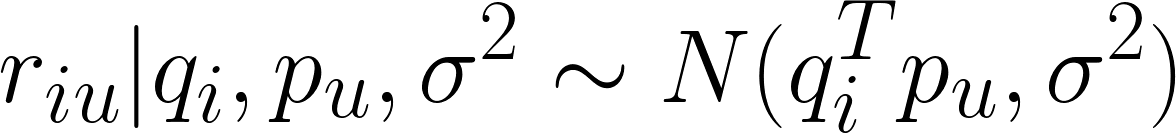 r_{iu}|q_i, p_u, σ^2 ∼ N(q_i^T p_u, σ^2)